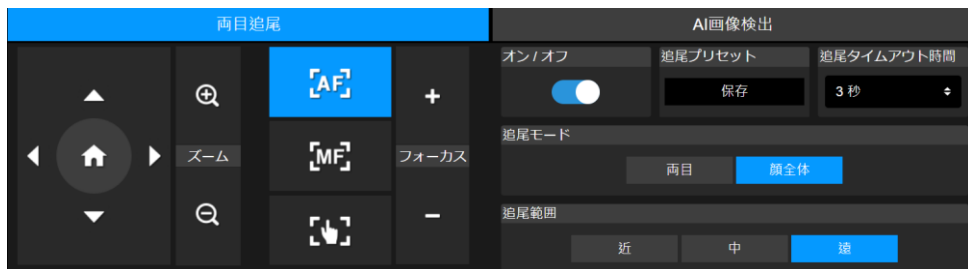 両目追尾
AI画像検出
ズーム
AF
MF
フォーカス
オン / オフ
追尾プリセット
追尾タイムアウト時間
保存
3 秒
追尾モード
両目
顔全体
追尾範囲
近
中
遠